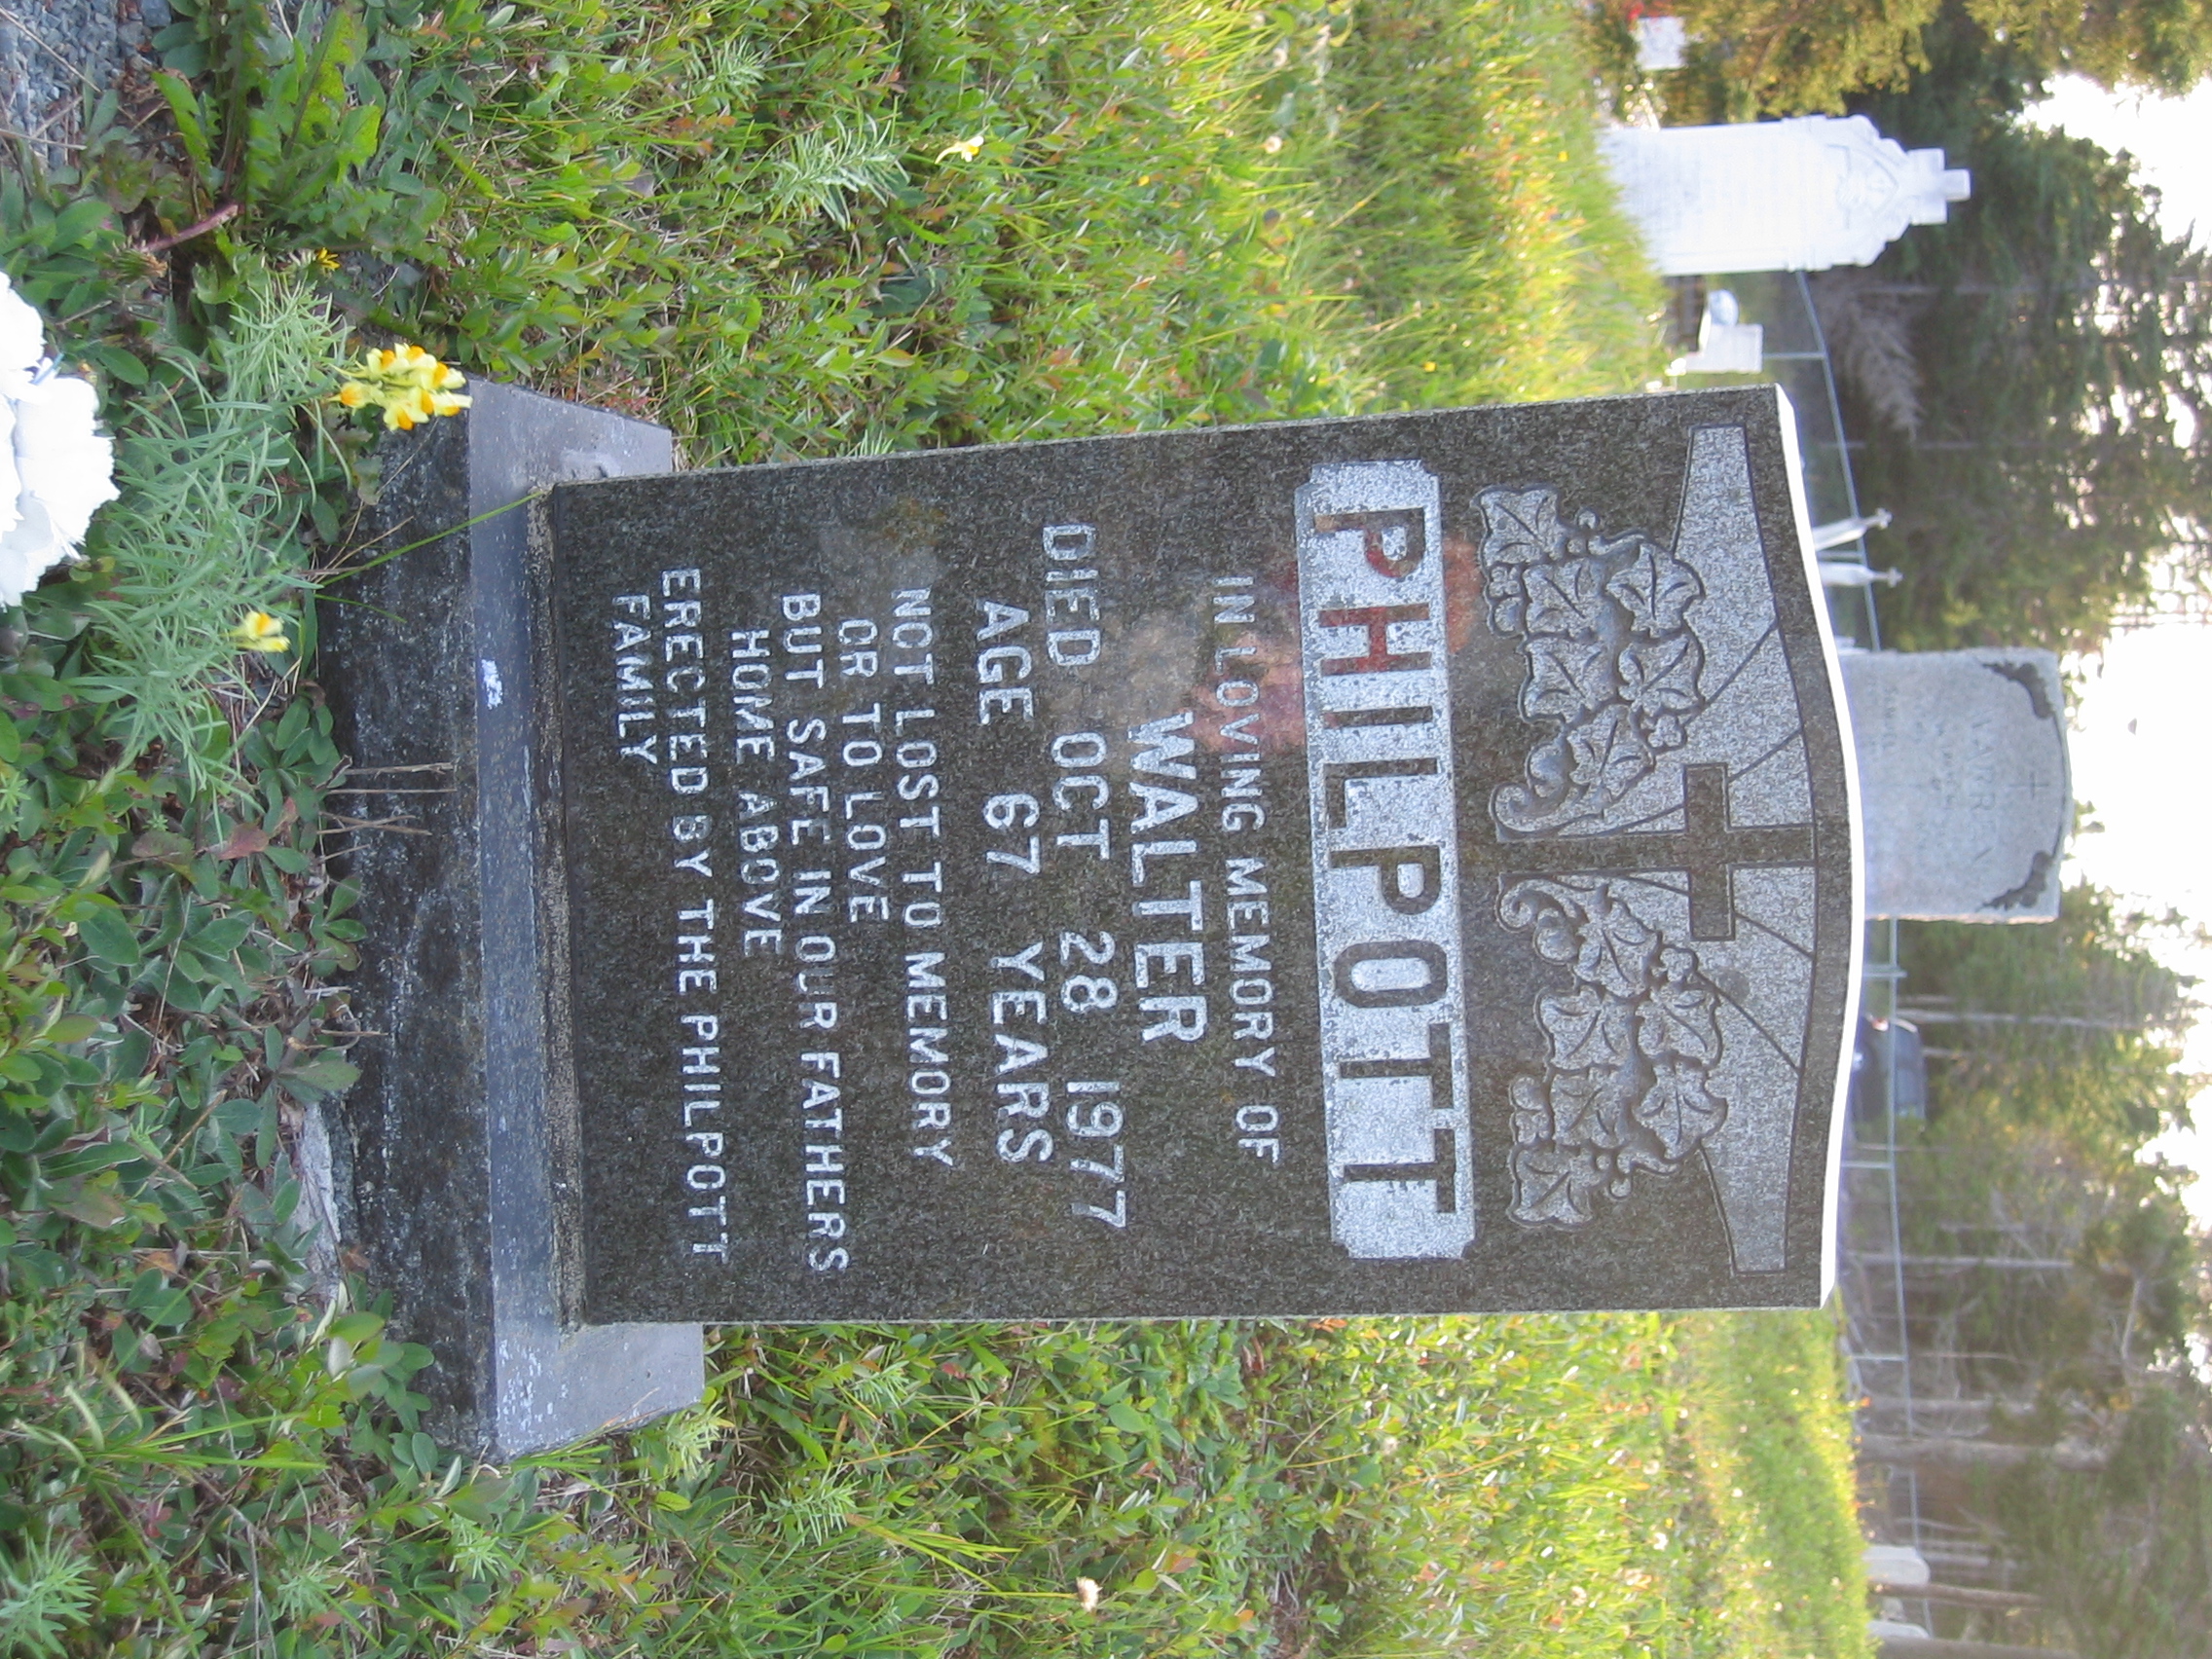 PHILPOTT
IN LOVING MEMORY OF
WALTER
DIED OCT 28 1977
AGE 67 YEARS
NOT LOST TO MEMORY
OR TO LOVE
BUT SAFE IN OUR FATHERS
HOME ABOVE
ERECTED BY THE PHILPOTT
FAMILY
WARREN